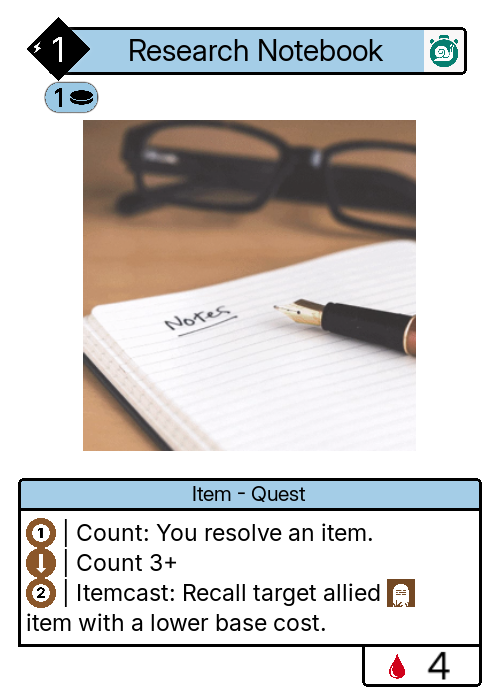 1 Research Notebook
1
Notes
Item - Quest
1 | Count: You resolve an item.
| Count 3+
2 | Itemcast: Recall target allied
item with a lower base cost.
4